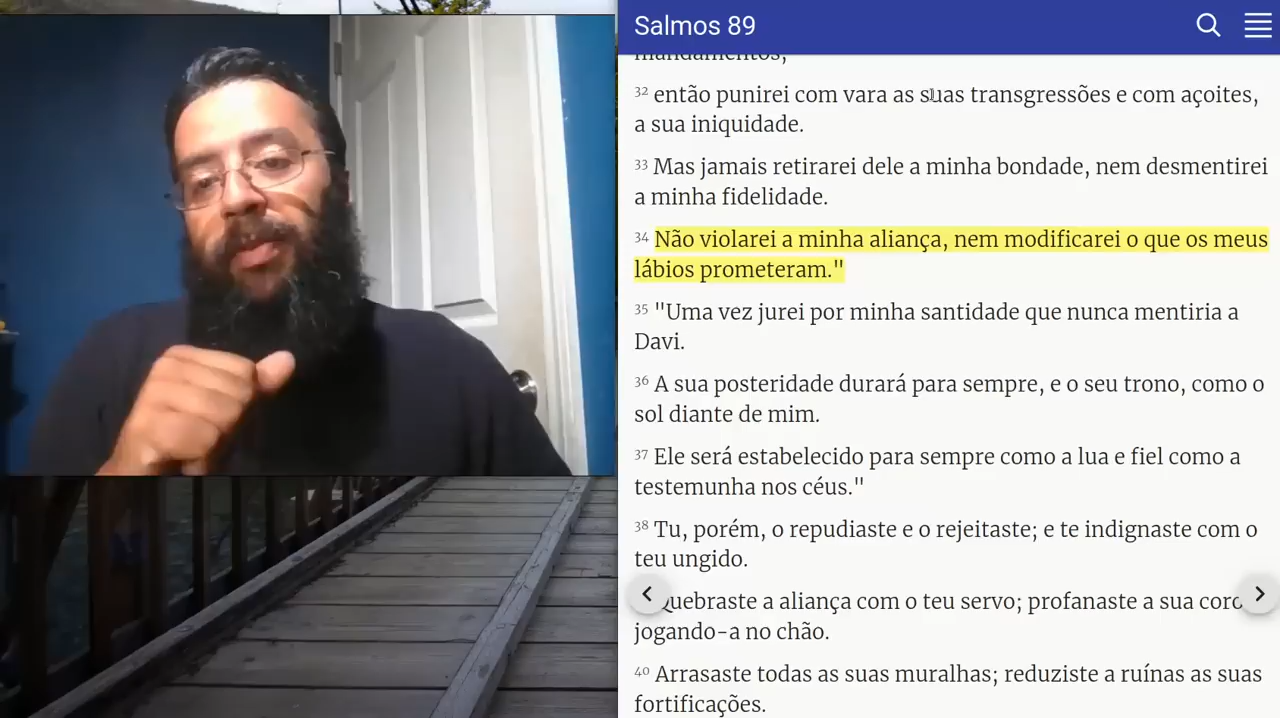 Salmos 89
mandamentos,
32 então punirei com vara as suas transgressões e com açoites,
a sua iniquidade.
33 Mas jamais retirarei dele a minha bondade, nem desmentirei
a minha fidelidade.
34 Não violarei a minha aliança, nem modificarei o que os meus
lábios prometeram."
35 "Uma vez jurei por minha santidade que nunca mentiria a
Davi.
36 A sua posteridade durará para sempre, e o seu trono, como o
sol diante de mim.
37 Ele será estabelecido para sempre como a lua e fiel como a
testemunha nos céus."
38 Tu, porém, o repudiaste e o rejeitaste; e te indignaste com o
teu ungido.
Quebraste a aliança com o teu servo; profanaste a sua
jogando-a no chão.
40 Arrasaste todas as suas muralhas; reduziste a ruínas as suas
fortificações.